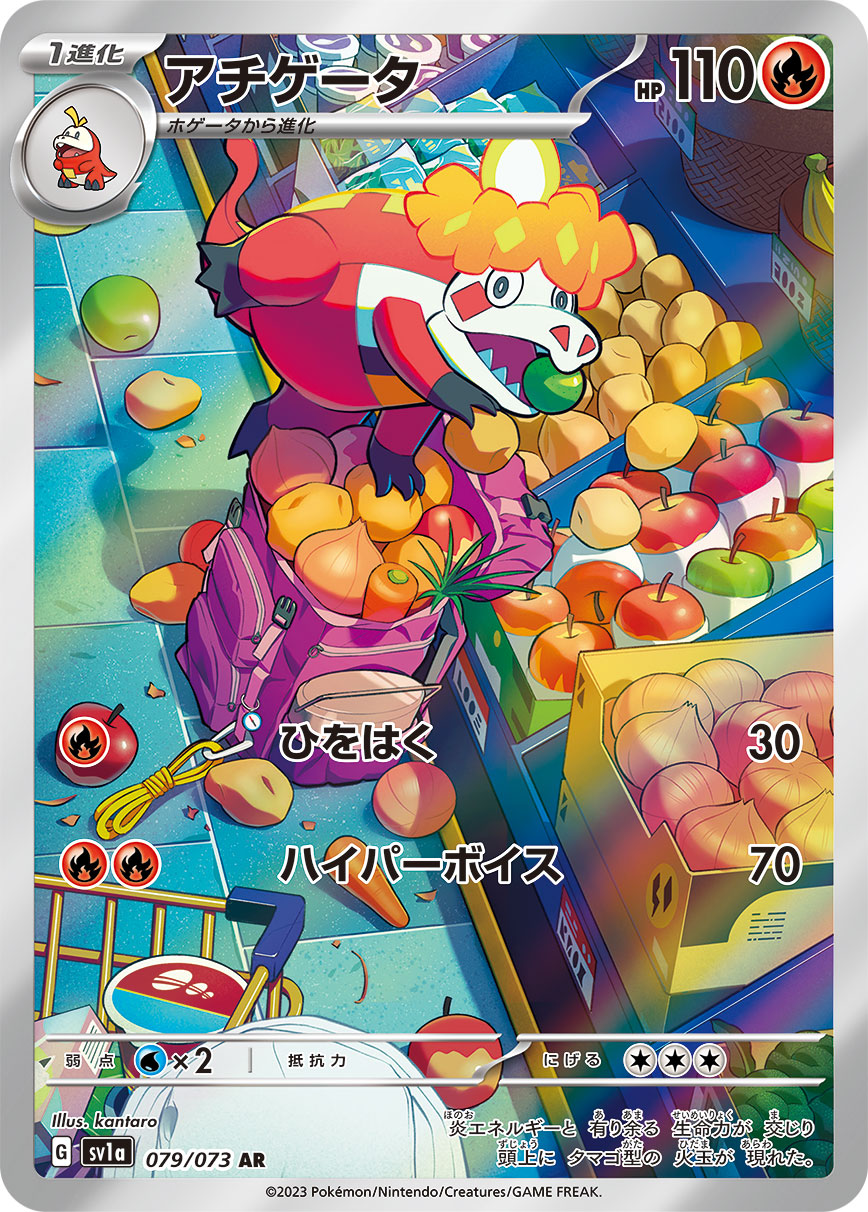 1進化
アチゲータ
HP 110
ホゲータから進化
ひをはく 30
ハイパーボイス 70
弱点 ×2 抵抗力 にげる
Illus. kantaro
炎エネルギーと 有り余る 生命力が 交じり
頭上に タマゴ型の 火玉が 現れた。
G sv1a 079/073 AR
©2023 Pokémon/Nintendo/Creatures/GAME FREAK.